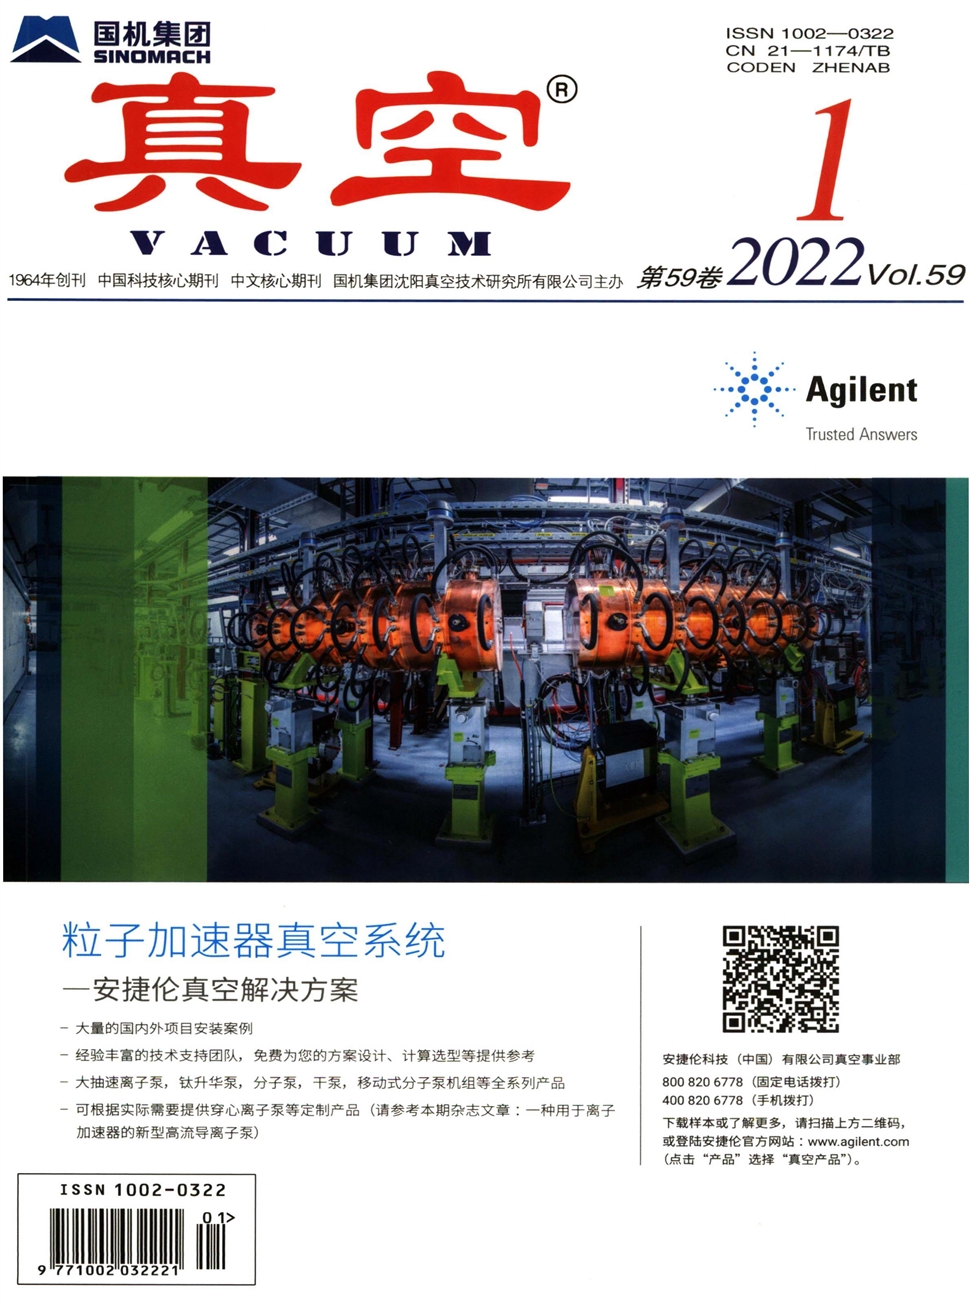 国机集团
SINOMACH
ISSN 1002—0322
CN 21—1174/TB
CODEN ZHENAB
真空®
1
VACUUM
1964年创刊 中国科技核心期刊 中文核心期刊 国机集团沈阳真空技术研究所有限公司主办 第59卷 2022 Vol.59
Agilent
Trusted Answers
粒子加速器真空系统
—安捷伦真空解决方案
– 大量的国内外项目安装案例
– 经验丰富的技术支持团队，免费为您的方案设计、计算选型等提供参考
– 大抽速离子泵，钛升华泵，分子泵，干泵，移动式分子泵机组等全系列产品
– 可根据实际需要提供穿心离子泵等定制产品（请参考本期杂志文章：一种用于离子
加速器的新型高流导离子泵）
安捷伦科技（中国）有限公司真空事业部
800 820 6778（固定电话拨打）
400 820 6778（手机拨打）
下载样本或了解更多，请扫描上方二维码，
或登陆安捷伦官方网站：www.agilent.com
（点击“产品”选择“真空产品”）。
ISSN 1002-0322
01>
9 771002 032221